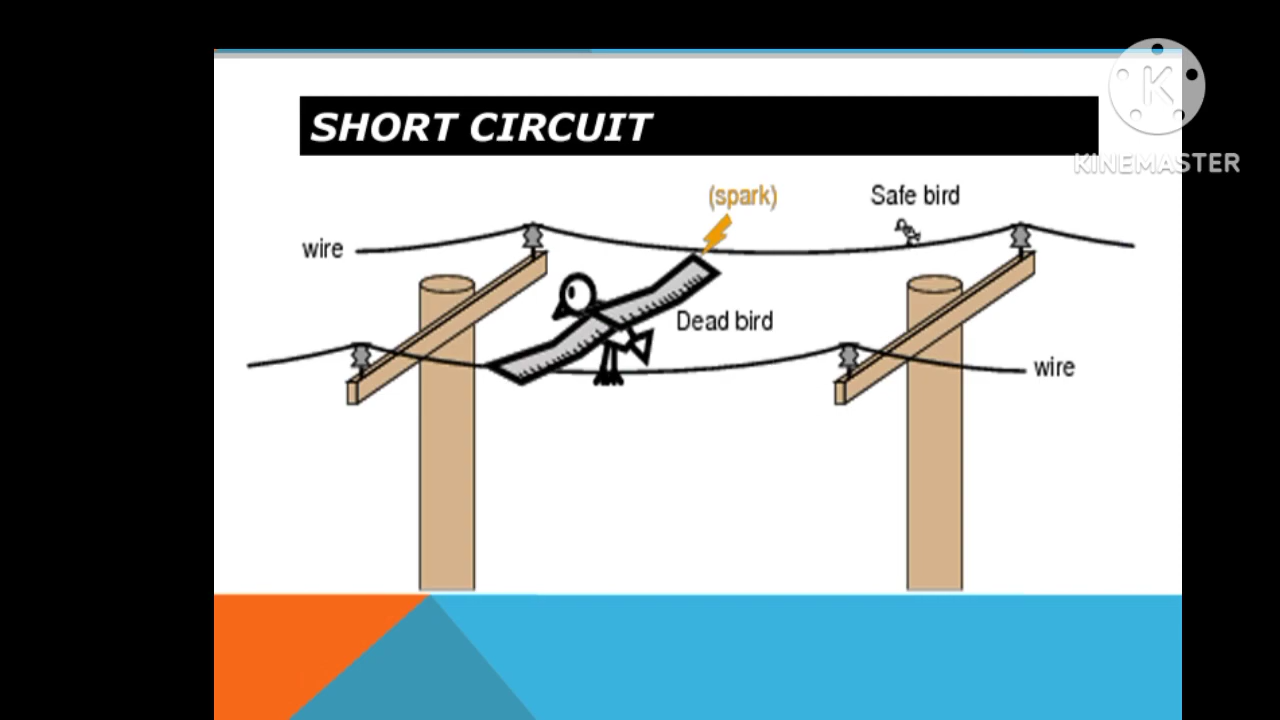 SHORT CIRCUIT
K
KINEMASTER
(spark)
Safe bird
wire
Dead bird
wire